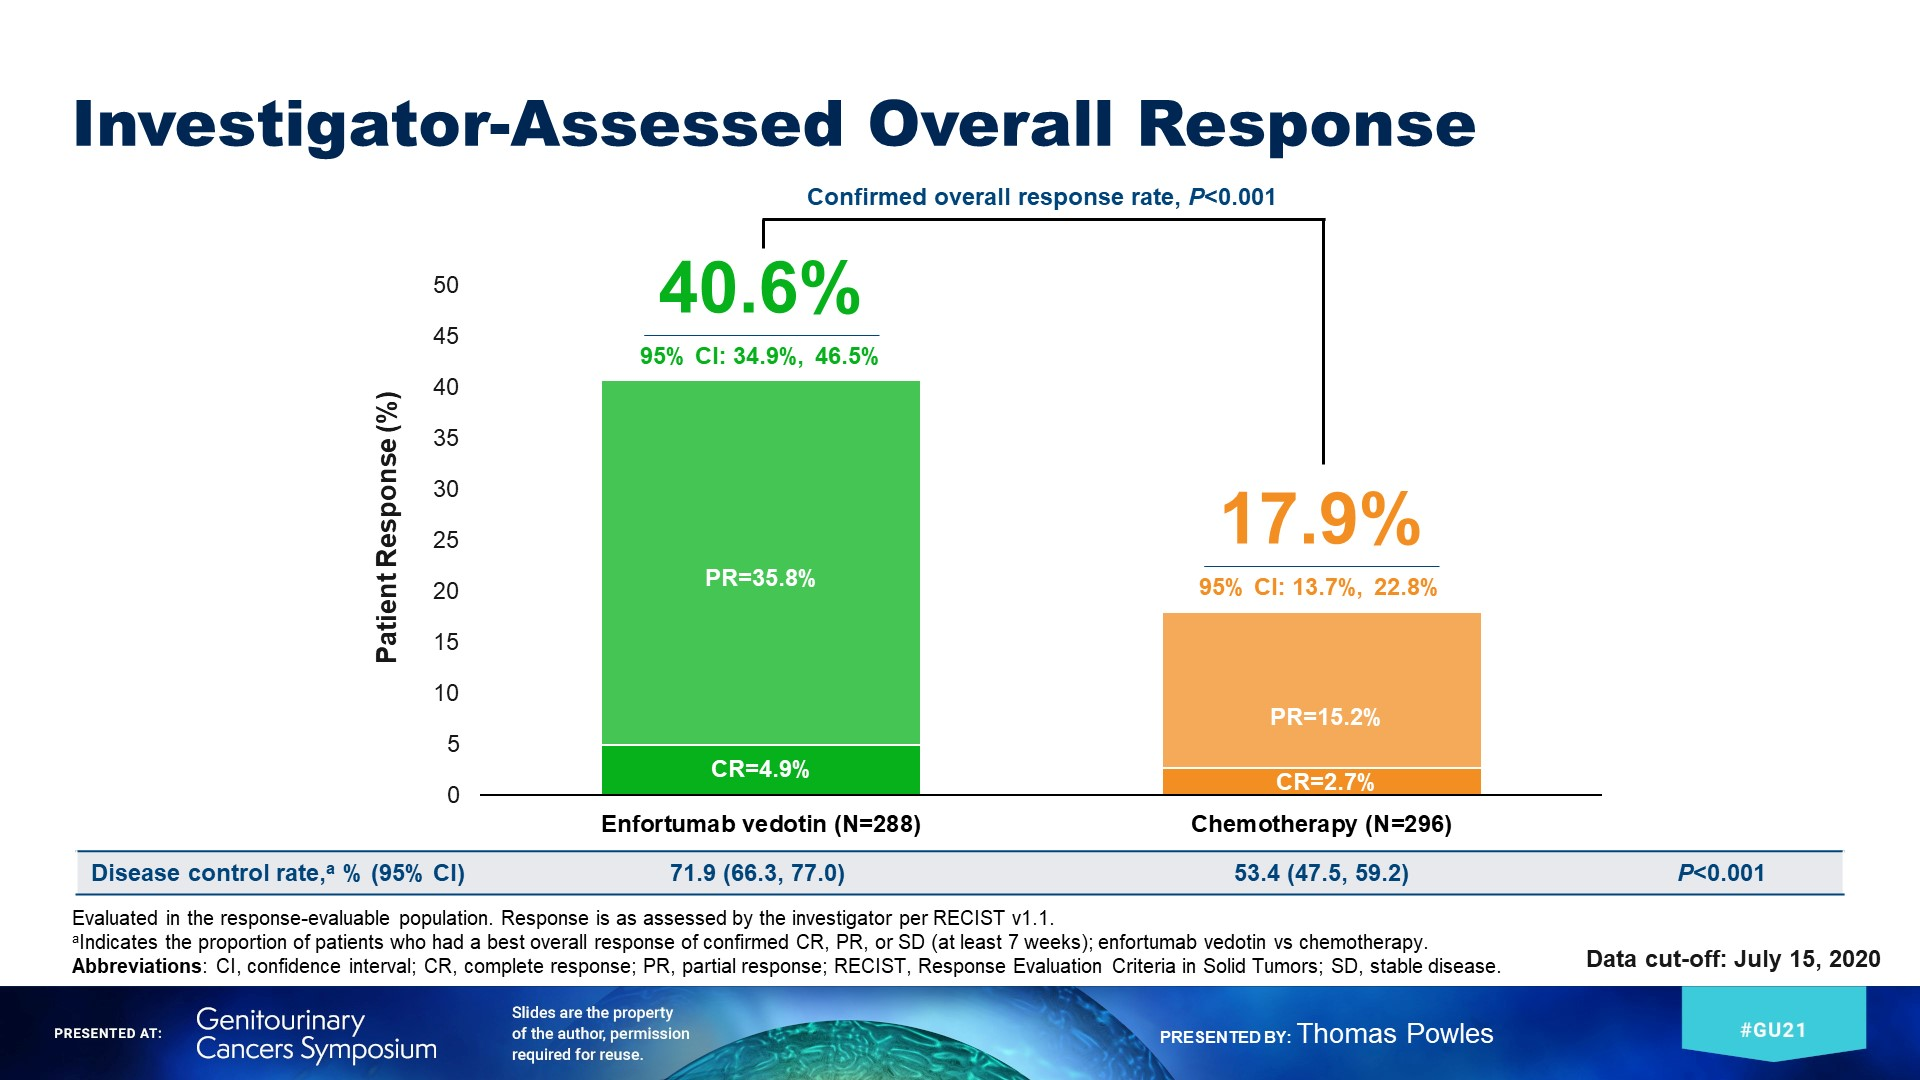 Investigator-Assessed Overall Response
Confirmed overall response rate, P<0.001
40.6%
95% CI: 34.9%, 46.5%
17.9%
95% CI: 13.7%, 22.8%
Patient Response (%)
50
45
40
35
30
25
20
15
10
5
0
PR=35.8%
CR=4.9%
PR=15.2%
CR=2.7%
Enfortumab vedotin (N=288)
Chemotherapy (N=296)
Disease control rate,ᵃ % (95% CI) 71.9 (66.3, 77.0) 53.4 (47.5, 59.2) P<0.001
Evaluated in the response-evaluable population. Response is as assessed by the investigator per RECIST v1.1.
ᵃIndicates the proportion of patients who had a best overall response of confirmed CR, PR, or SD (at least 7 weeks); enfortumab vedotin vs chemotherapy.
Abbreviations: CI, confidence interval; CR, complete response; PR, partial response; RECIST, Response Evaluation Criteria in Solid Tumors; SD, stable disease.
Data cut-off: July 15, 2020
PRESENTED AT:
Genitourinary
Cancers Symposium
Slides are the property
of the author, permission
required for reuse.
PRESENTED BY: Thomas Powles
#GU21